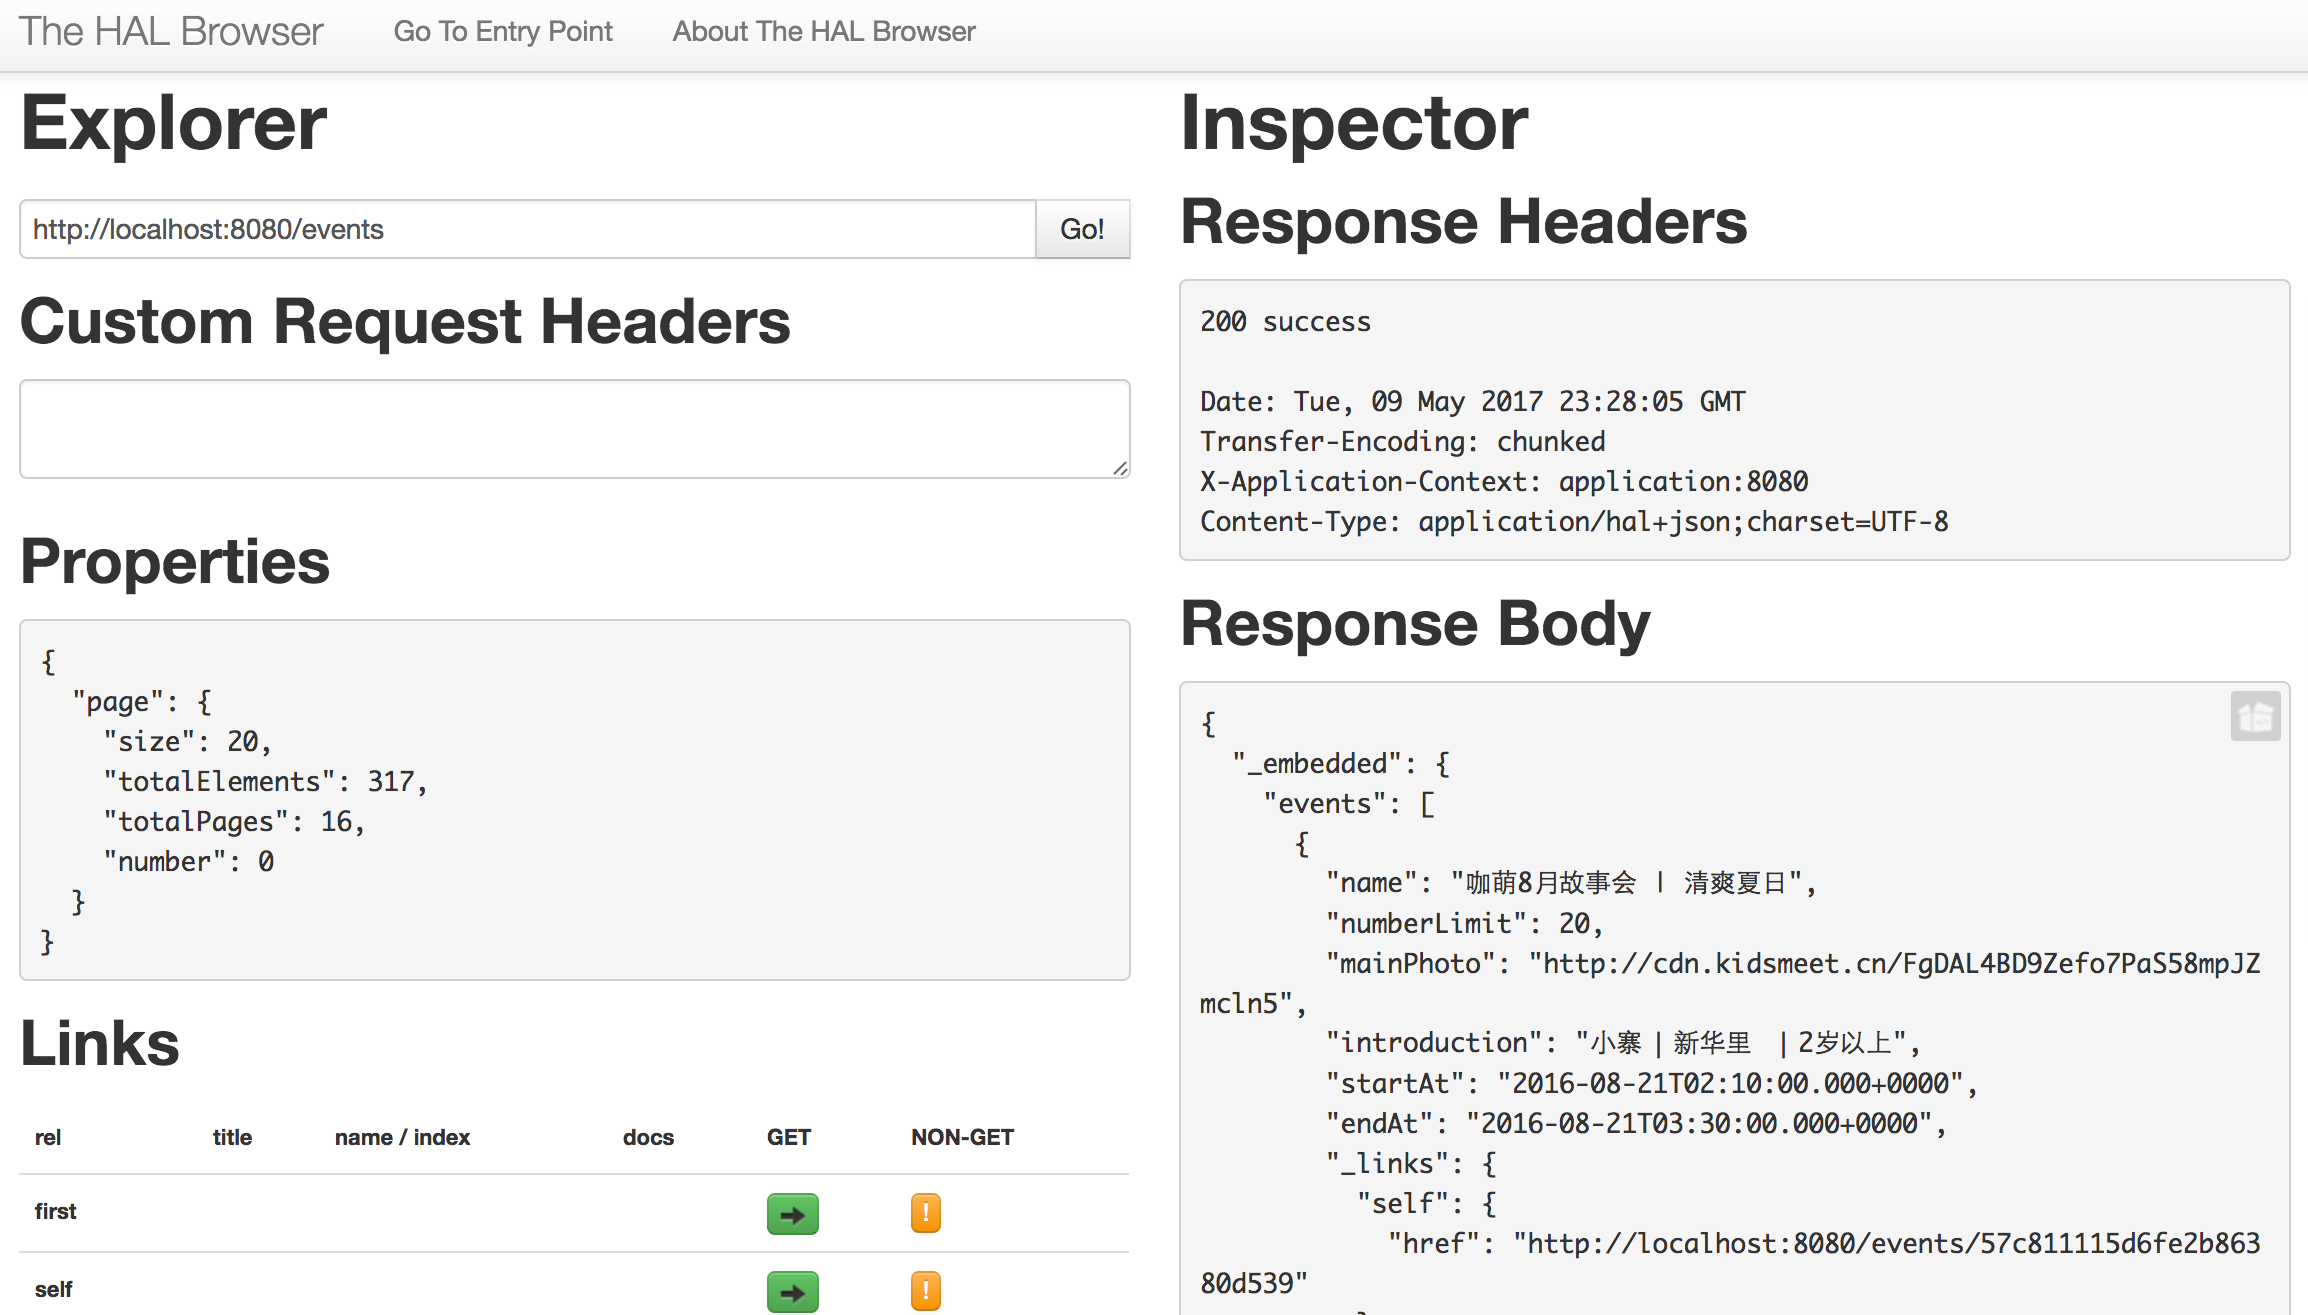 The HAL Browser Go To Entry Point About The HAL Browser
Explorer
http://localhost:8080/events Go!
Custom Request Headers
Properties
{
"page": {
"size": 20,
"totalElements": 317,
"totalPages": 16,
"number": 0
}
}
Links
rel title name / index docs GET NON-GET
first !
self !
Inspector
Response Headers
200 success
Date: Tue, 09 May 2017 23:28:05 GMT
Transfer-Encoding: chunked
X-Application-Context: application:8080
Content-Type: application/hal+json;charset=UTF-8
Response Body
{
"_embedded": {
"events": [
{
"name": "咖萌8月故事会 丨 清爽夏日",
"numberLimit": 20,
"mainPhoto": "http://cdn.kidsmeet.cn/FgDAL4BD9Zefo7PaS58mpJZ
mcln5",
"introduction": "小寨 | 新华里 | 2岁以上",
"startAt": "2016-08-21T02:10:00.000+0000",
"endAt": "2016-08-21T03:30:00.000+0000",
"_links": {
"self": {
"href": "http://localhost:8080/events/57c811115d6fe2b863
80d539"
}